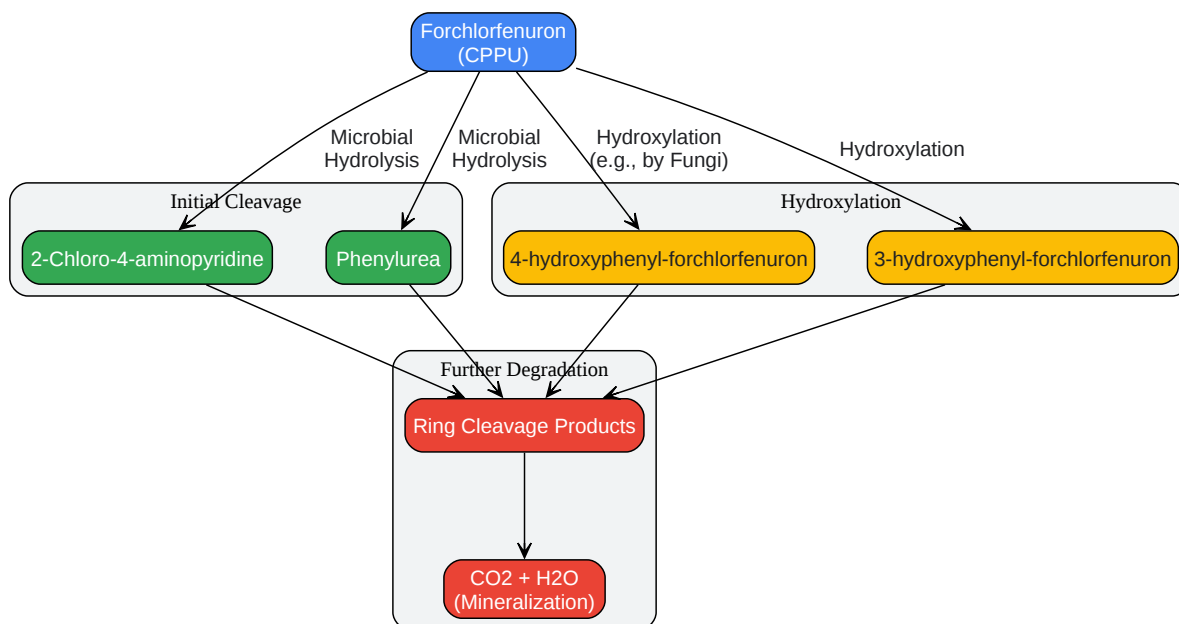 Forchlorfenuron
(CPPU)
Microbial
Hydrolysis
Microbial
Hydrolysis
Hydroxylation
(e.g., by Fungi)
Hydroxylation
Initial Cleavage
Hydroxylation
2-Chloro-4-aminopyridine
Phenylurea
4-hydroxyphenyl-forchlorfenuron
3-hydroxyphenyl-forchlorfenuron
Further Degradation
Ring Cleavage Products
CO2 + H2O
(Mineralization)